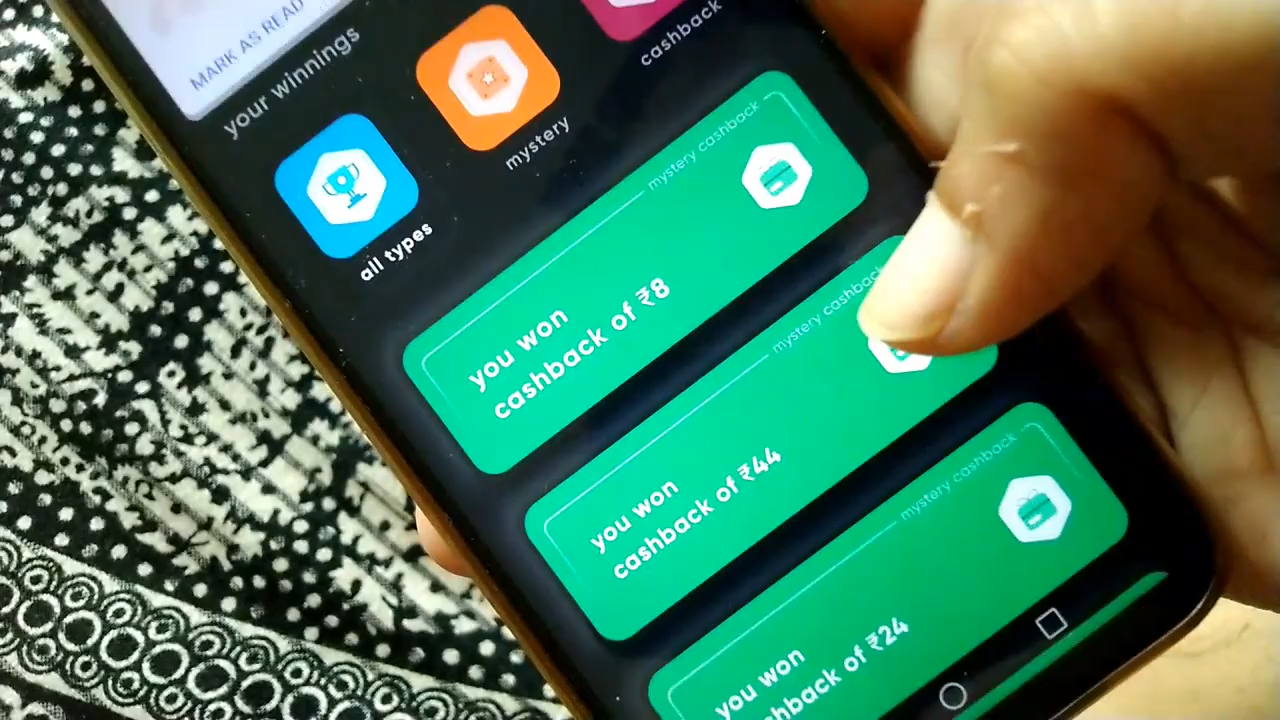 MARK AS READ
your winnings
all types
mystery
cashback
mystery cashback
you won
cashback of ₹8
mystery cashback
you won
cashback of ₹44
mystery cashback
you won
cashback of ₹24